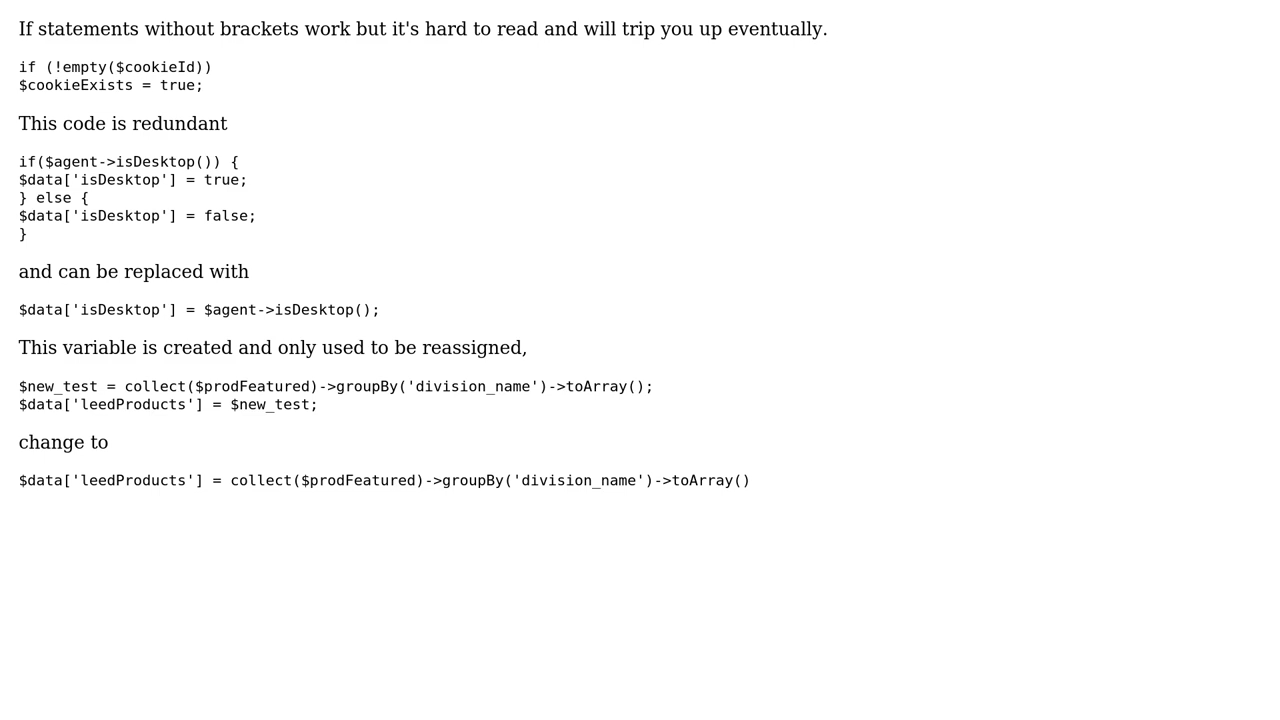 If statements without brackets work but it's hard to read and will trip you up eventually.
if (!empty($cookieId))
$cookieExists = true;
This code is redundant
if($agent->isDesktop()) {
$data['isDesktop'] = true;
} else {
$data['isDesktop'] = false;
}
and can be replaced with
$data['isDesktop'] = $agent->isDesktop();
This variable is created and only used to be reassigned,
$new_test = collect($prodFeatured)->groupBy('division_name')->toArray();
$data['leedProducts'] = $new_test;
change to
$data['leedProducts'] = collect($prodFeatured)->groupBy('division_name')->toArray()